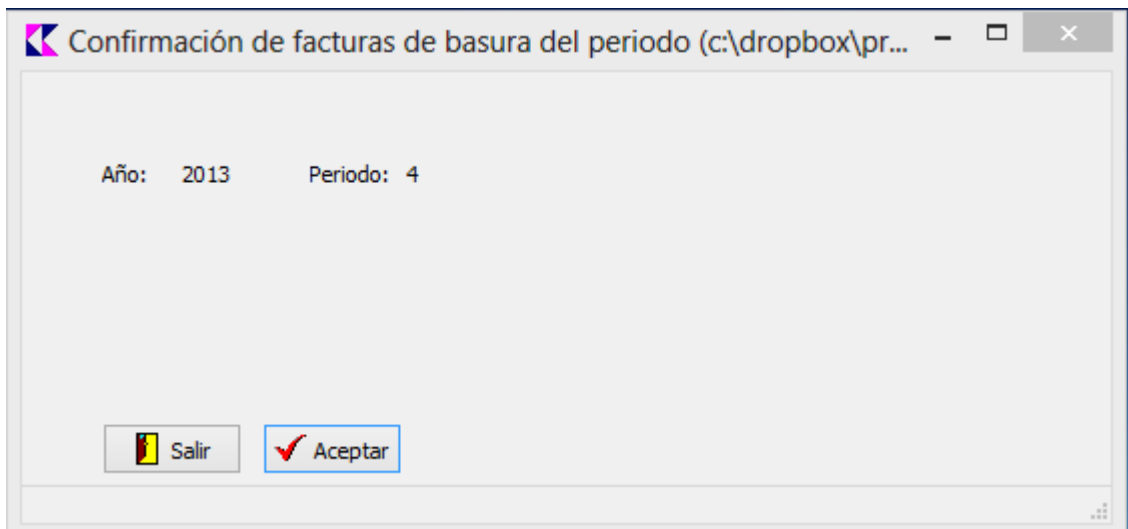 Confirmación de facturas de basura del periodo (c:\dropbox\pr...
Año: 2013 Periodo: 4
Salir Aceptar